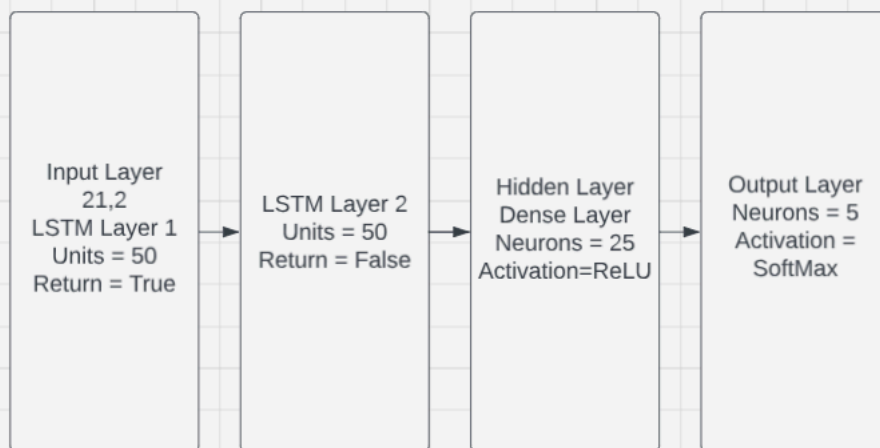 Input Layer
21,2
LSTM Layer 1
Units = 50
Return = True
LSTM Layer 2
Units = 50
Return = False
Hidden Layer
Dense Layer
Neurons = 25
Activation=ReLU
Output Layer
Neurons = 5
Activation =
SoftMax